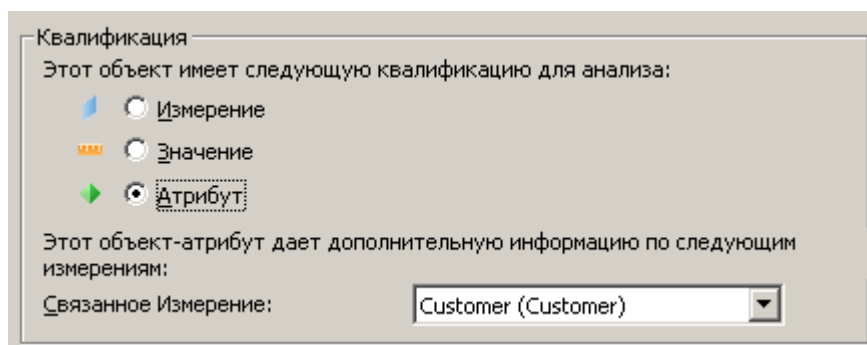 Квалификация
Этот объект имеет следующую квалификацию для анализа:
Измерение
Значение
Атрибут
Этот объект-атрибут дает дополнительную информацию по следующим
измерениям:
Связанное Измерение: Customer (Customer)